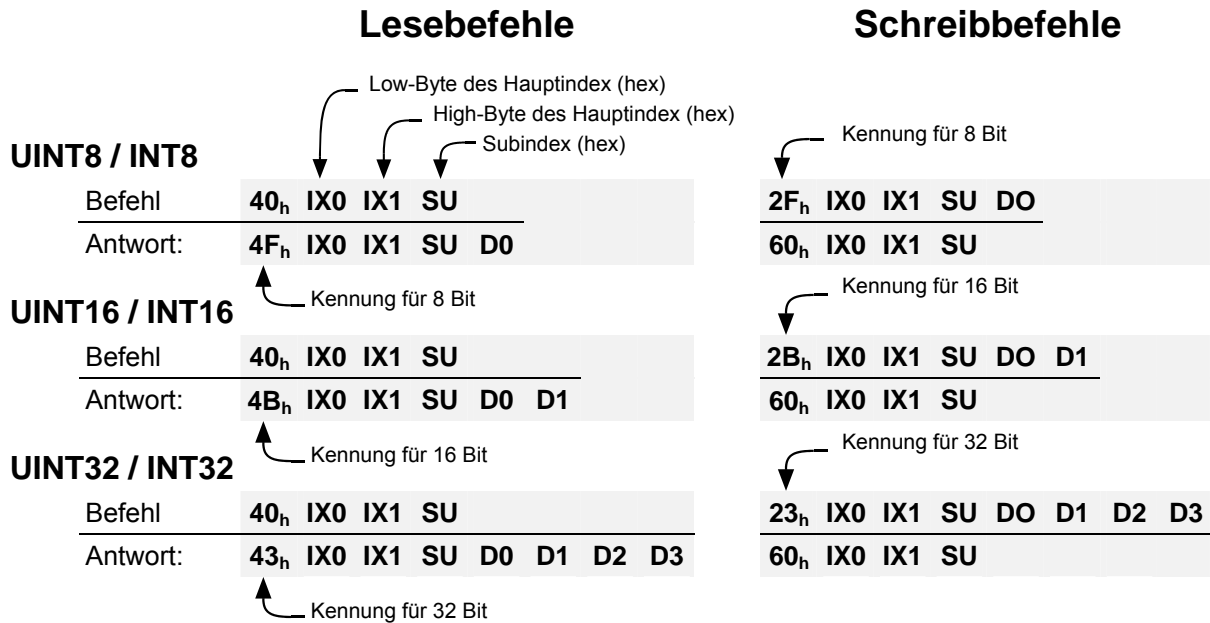 Lesebefehle Schreibbefehle
Low-Byte des Hauptindex (hex)
High-Byte des Hauptindex (hex)
Subindex (hex)
Kennung für 8 Bit
UINT8 / INT8
Befehl 40h IX0 IX1 SU 2Fh IX0 IX1 SU DO
Antwort: 4Fh IX0 IX1 SU D0 60h IX0 IX1 SU
Kennung für 8 Bit Kennung für 16 Bit
UINT16 / INT16
Befehl 40h IX0 IX1 SU 2Bh IX0 IX1 SU DO D1
Antwort: 4Bh IX0 IX1 SU D0 D1 60h IX0 IX1 SU
Kennung für 16 Bit Kennung für 32 Bit
UINT32 / INT32
Befehl 40h IX0 IX1 SU 23h IX0 IX1 SU DO D1 D2 D3
Antwort: 43h IX0 IX1 SU D0 D1 D2 D3 60h IX0 IX1 SU
Kennung für 32 Bit